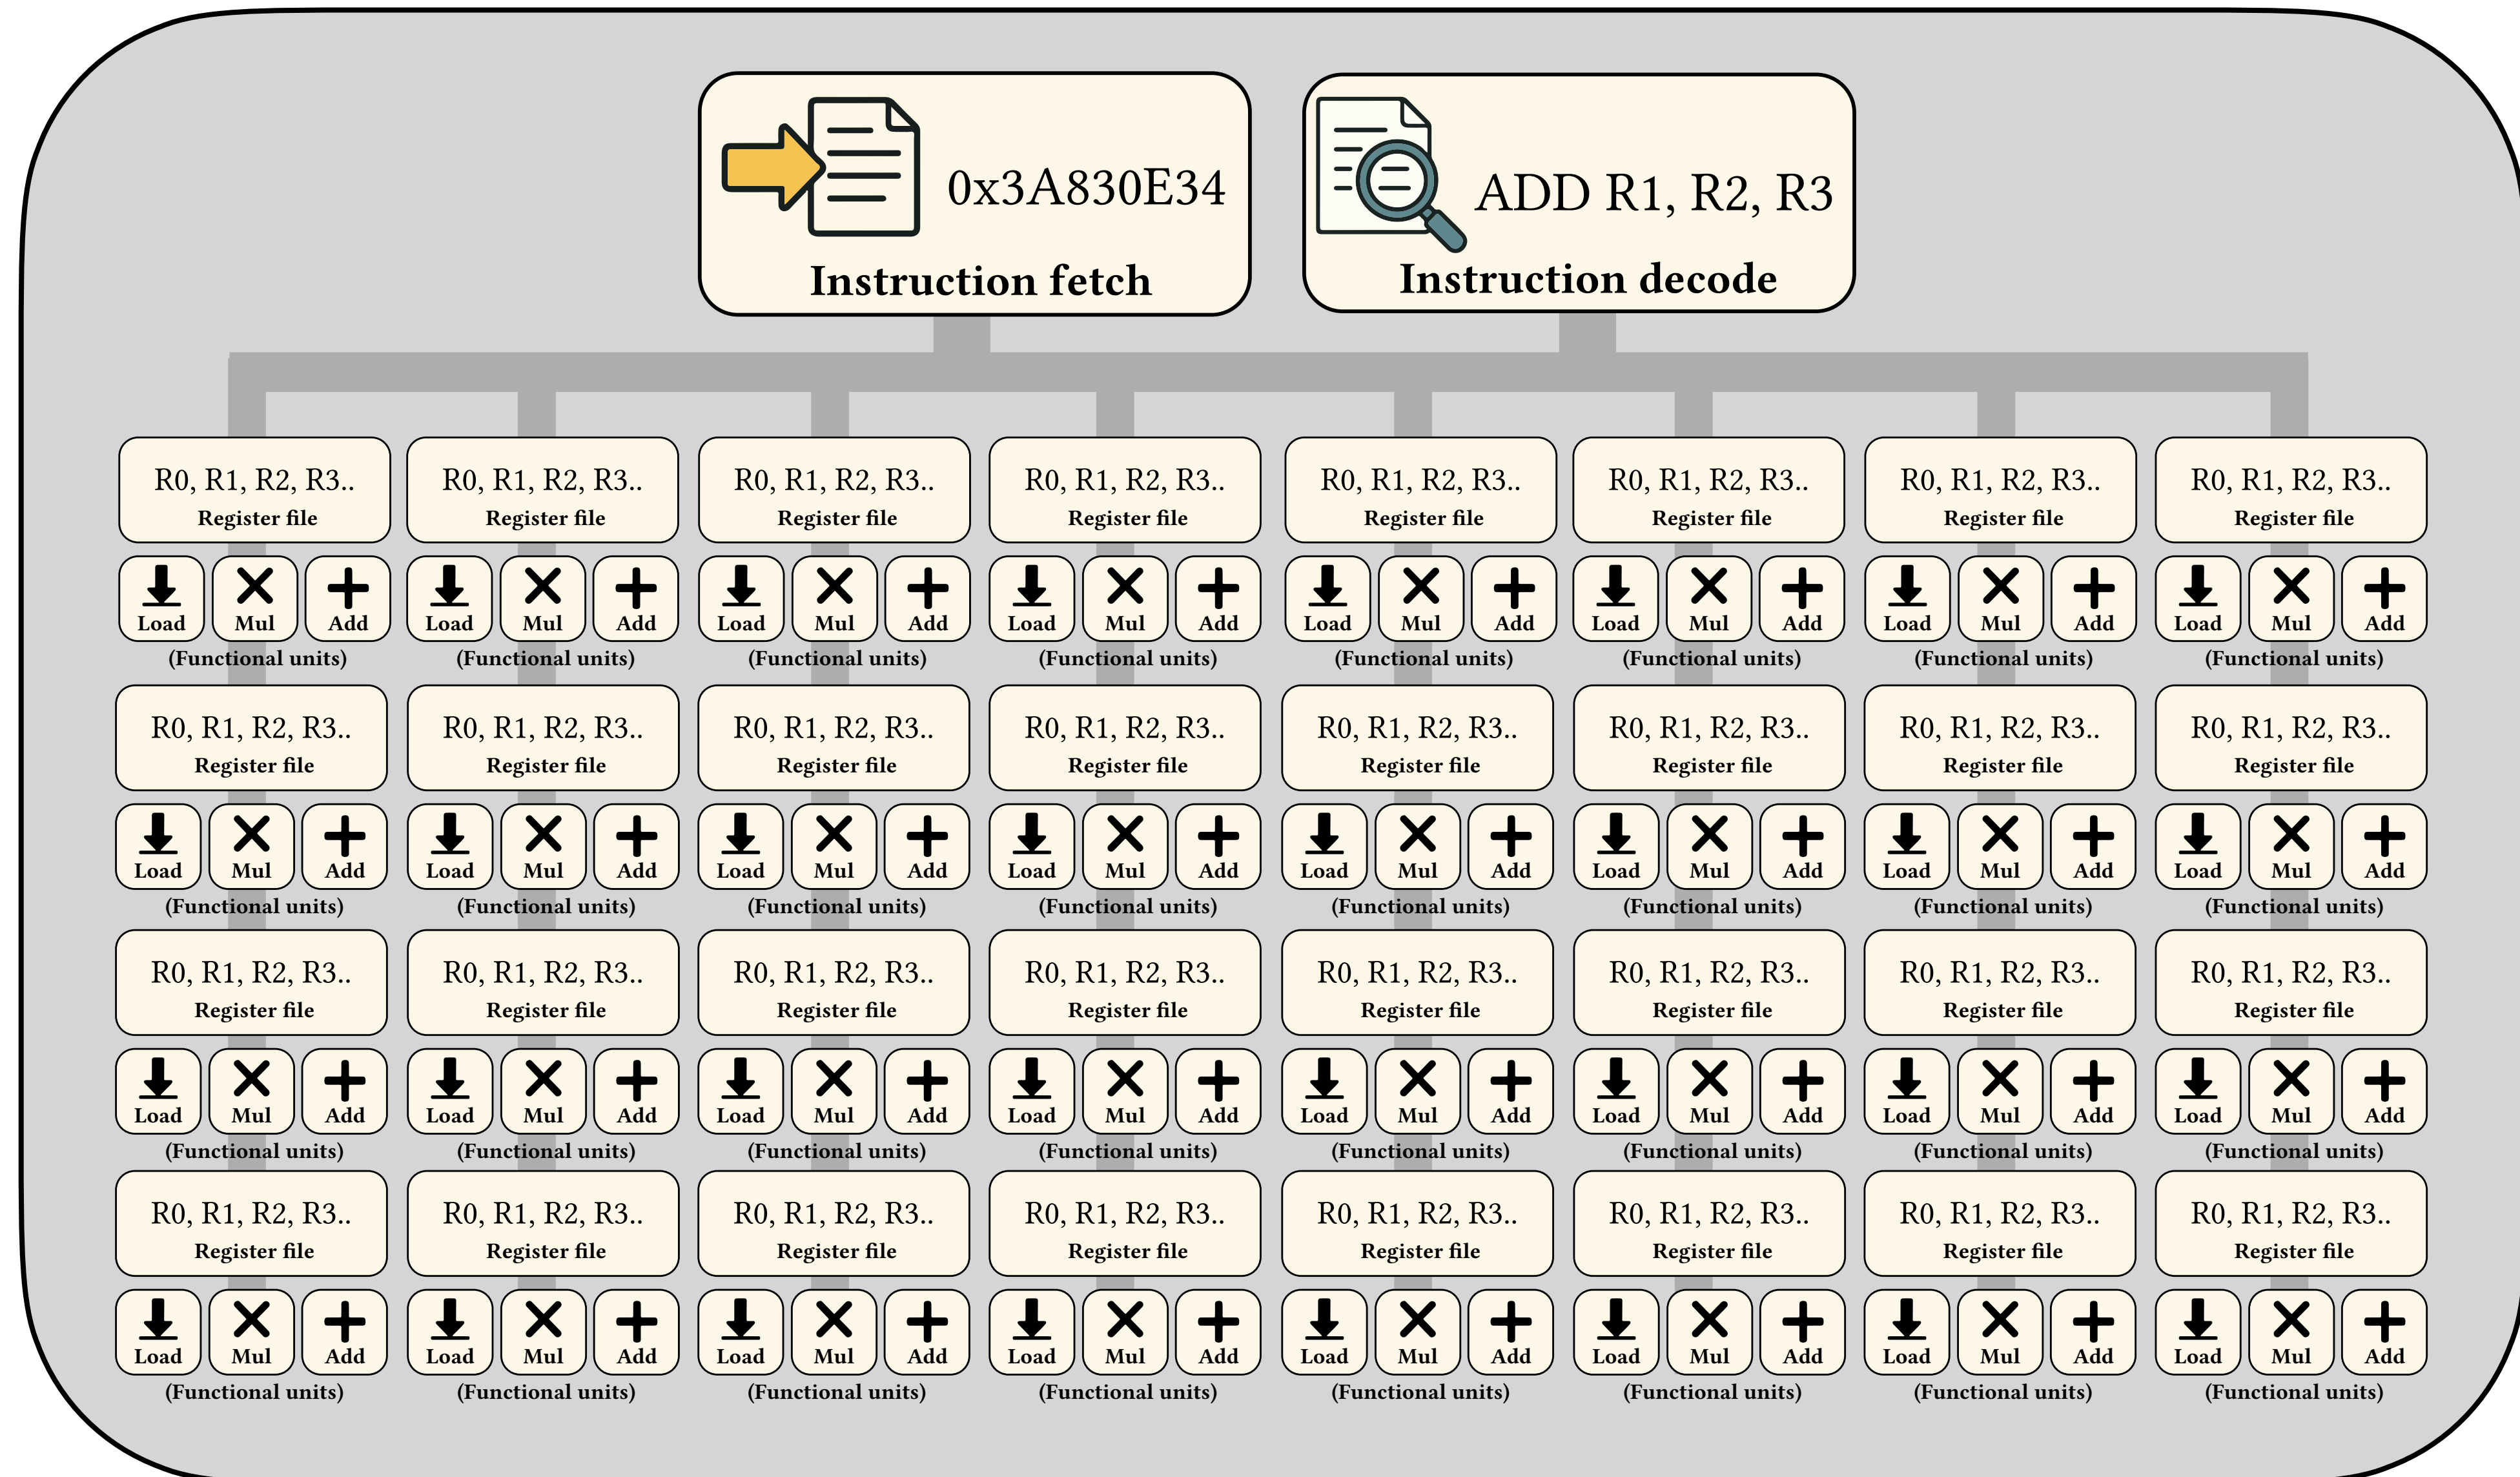 0x3A830E34
Instruction fetch
ADD R1, R2, R3
Instruction decode
R0, R1, R2, R3.. R0, R1, R2, R3.. R0, R1, R2, R3.. R0, R1, R2, R3.. R0, R1, R2, R3.. R0, R1, R2, R3.. R0, R1, R2, R3.. R0, R1, R2, R3..
Register file Register file Register file Register file Register file Register file Register file Register file
Load Mul Add Load Mul Add Load Mul Add Load Mul Add Load Mul Add Load Mul Add Load Mul Add Load Mul Add
(Functional units) (Functional units) (Functional units) (Functional units) (Functional units) (Functional units) (Functional units) (Functional units)
R0, R1, R2, R3.. R0, R1, R2, R3.. R0, R1, R2, R3.. R0, R1, R2, R3.. R0, R1, R2, R3.. R0, R1, R2, R3.. R0, R1, R2, R3.. R0, R1, R2, R3..
Register file Register file Register file Register file Register file Register file Register file Register file
Load Mul Add Load Mul Add Load Mul Add Load Mul Add Load Mul Add Load Mul Add Load Mul Add Load Mul Add
(Functional units) (Functional units) (Functional units) (Functional units) (Functional units) (Functional units) (Functional units) (Functional units)
R0, R1, R2, R3.. R0, R1, R2, R3.. R0, R1, R2, R3.. R0, R1, R2, R3.. R0, R1, R2, R3.. R0, R1, R2, R3.. R0, R1, R2, R3.. R0, R1, R2, R3..
Register file Register file Register file Register file Register file Register file Register file Register file
Load Mul Add Load Mul Add Load Mul Add Load Mul Add Load Mul Add Load Mul Add Load Mul Add Load Mul Add
(Functional units) (Functional units) (Functional units) (Functional units) (Functional units) (Functional units) (Functional units) (Functional units)
R0, R1, R2, R3.. R0, R1, R2, R3.. R0, R1, R2, R3.. R0, R1, R2, R3.. R0, R1, R2, R3.. R0, R1, R2, R3.. R0, R1, R2, R3.. R0, R1, R2, R3..
Register file Register file Register file Register file Register file Register file Register file Register file
Load Mul Add Load Mul Add Load Mul Add Load Mul Add Load Mul Add Load Mul Add Load Mul Add Load Mul Add
(Functional units) (Functional units) (Functional units) (Functional units) (Functional units) (Functional units) (Functional units) (Functional units)